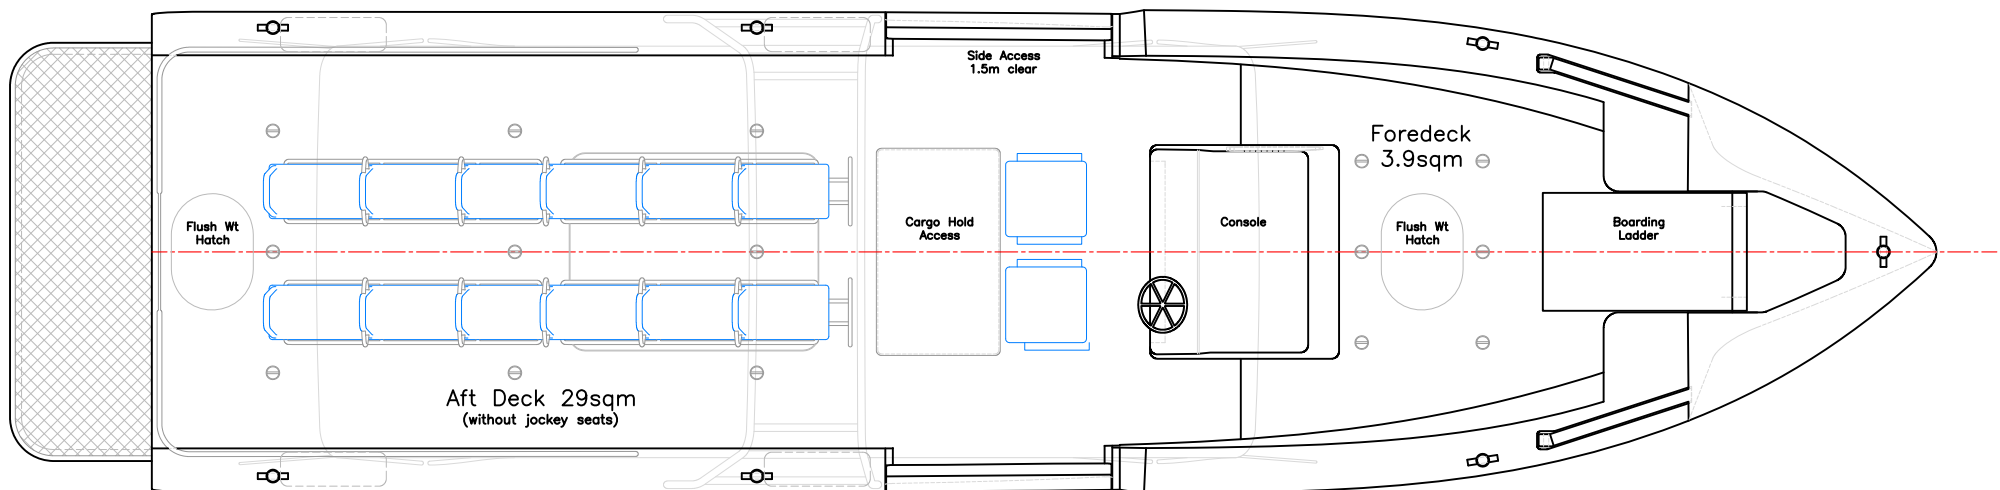 Side Access
1.5m clear
Foredeck
3.9sqm
Flush Wt
Hatch
Cargo Hold
Access
Console
Flush Wt
Hatch
Boarding
Ladder
Aft Deck 29sqm
(without jockey seats)